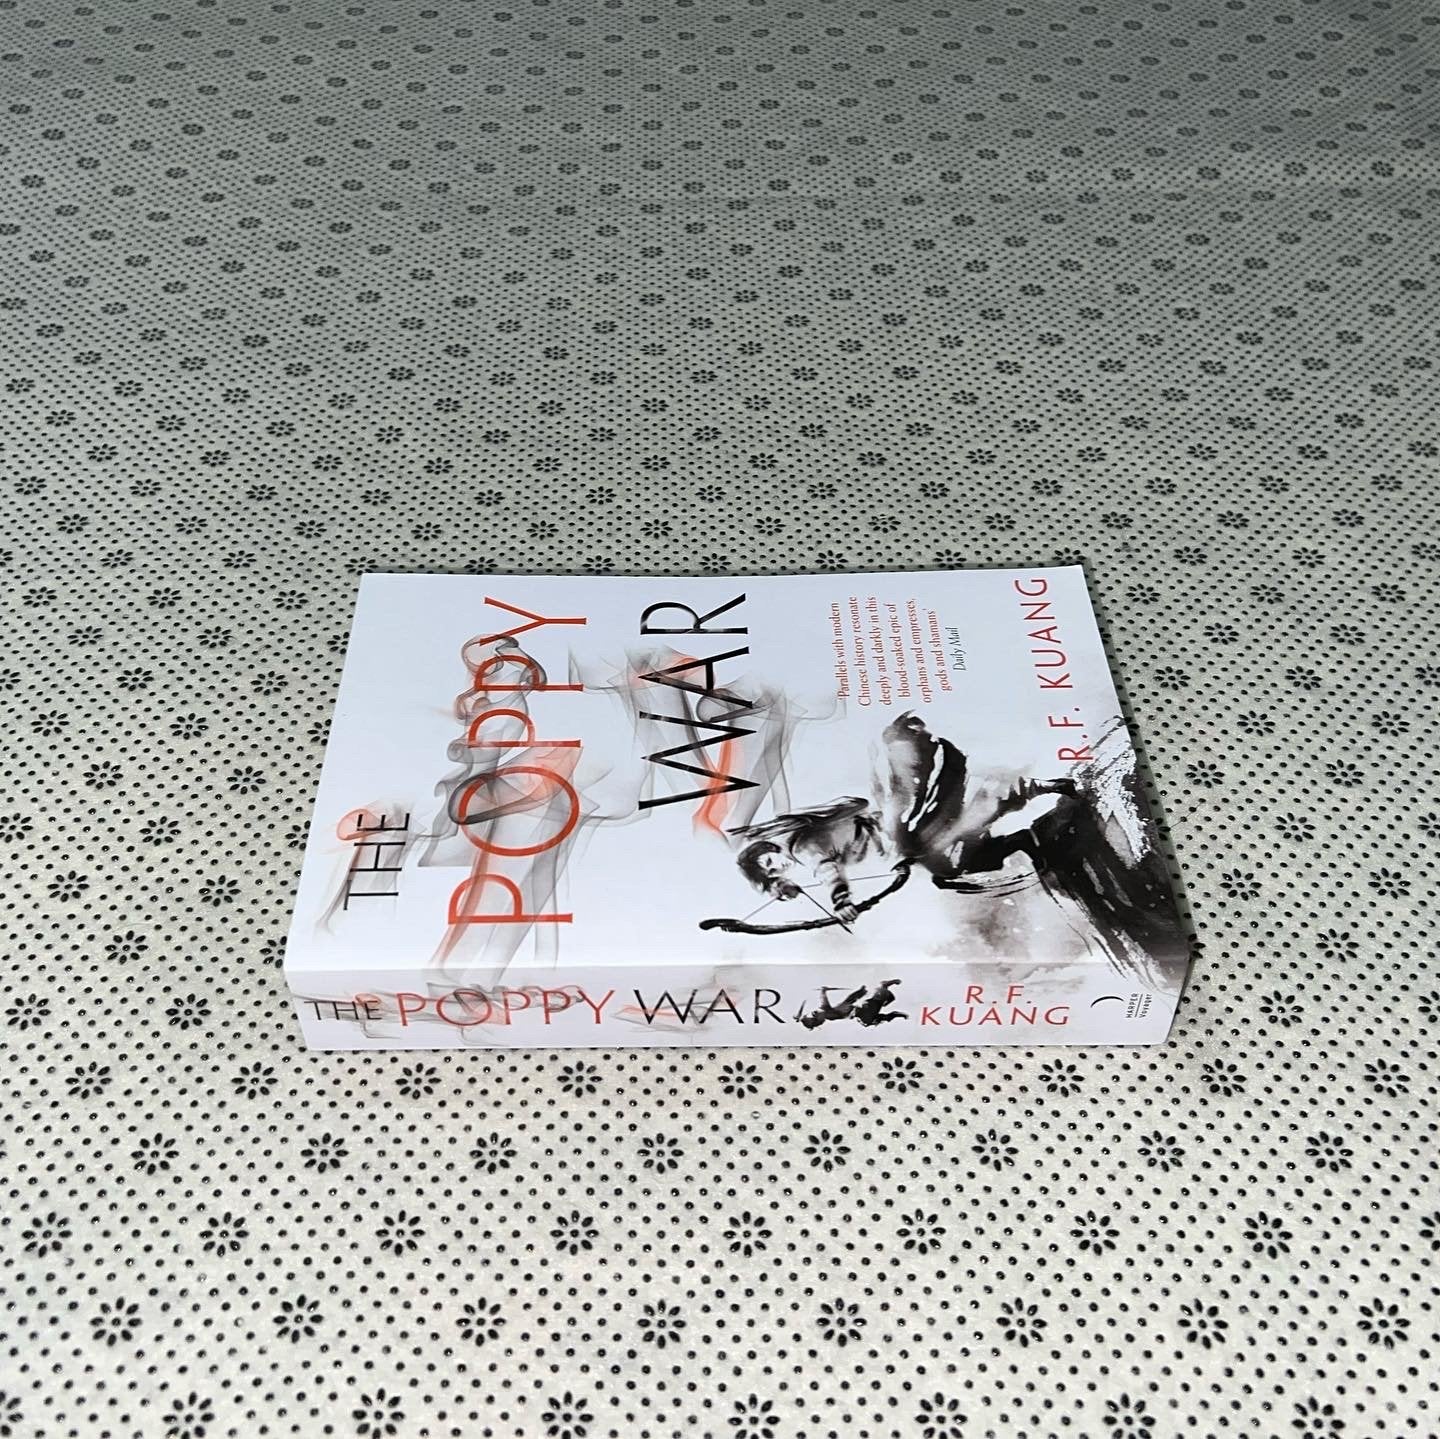 THE
POPPY
WAR
'Parallels with modern
Chinese history resonate
deeply and darkly in this
blood-soaked epic of
orphans and empresses,
gods and shamans'
Daily Mail
R.F. KUANG
THE POPPY WAR
R.F.
KUANG
HARPER
Voyager